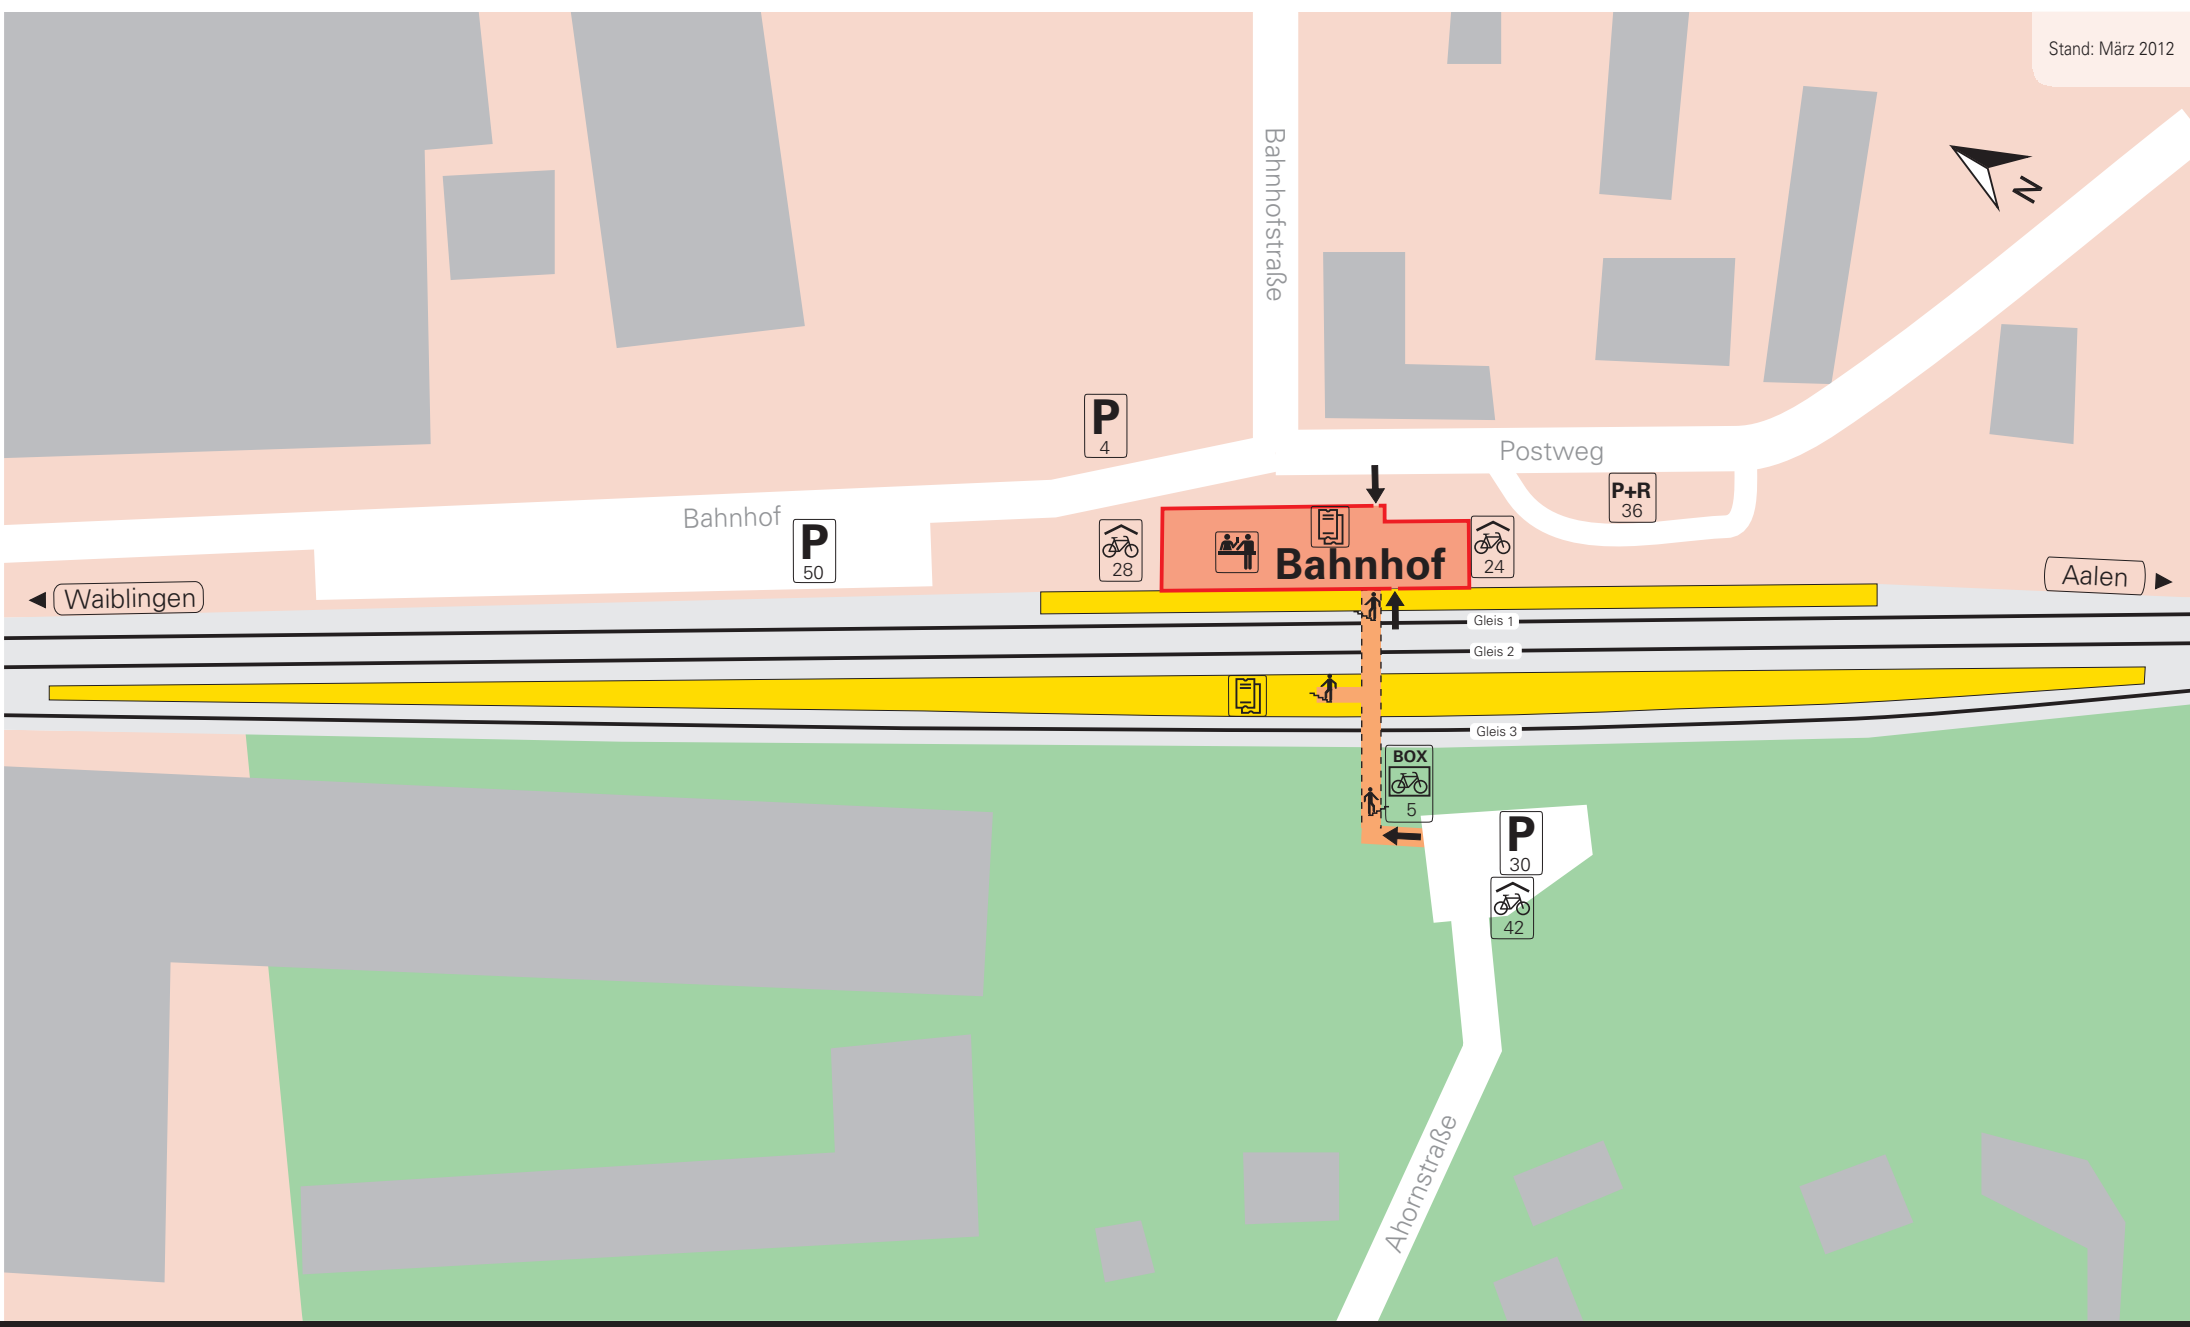 Stand: März 2012
Bahnhofstraße
N
P
4
Postweg
P+R
36
Bahnhof
P
50
28
Bahnhof
24
Waiblingen
Aalen
Gleis 1
Gleis 2
Gleis 3
BOX
5
P
30
42
Ahornstraße